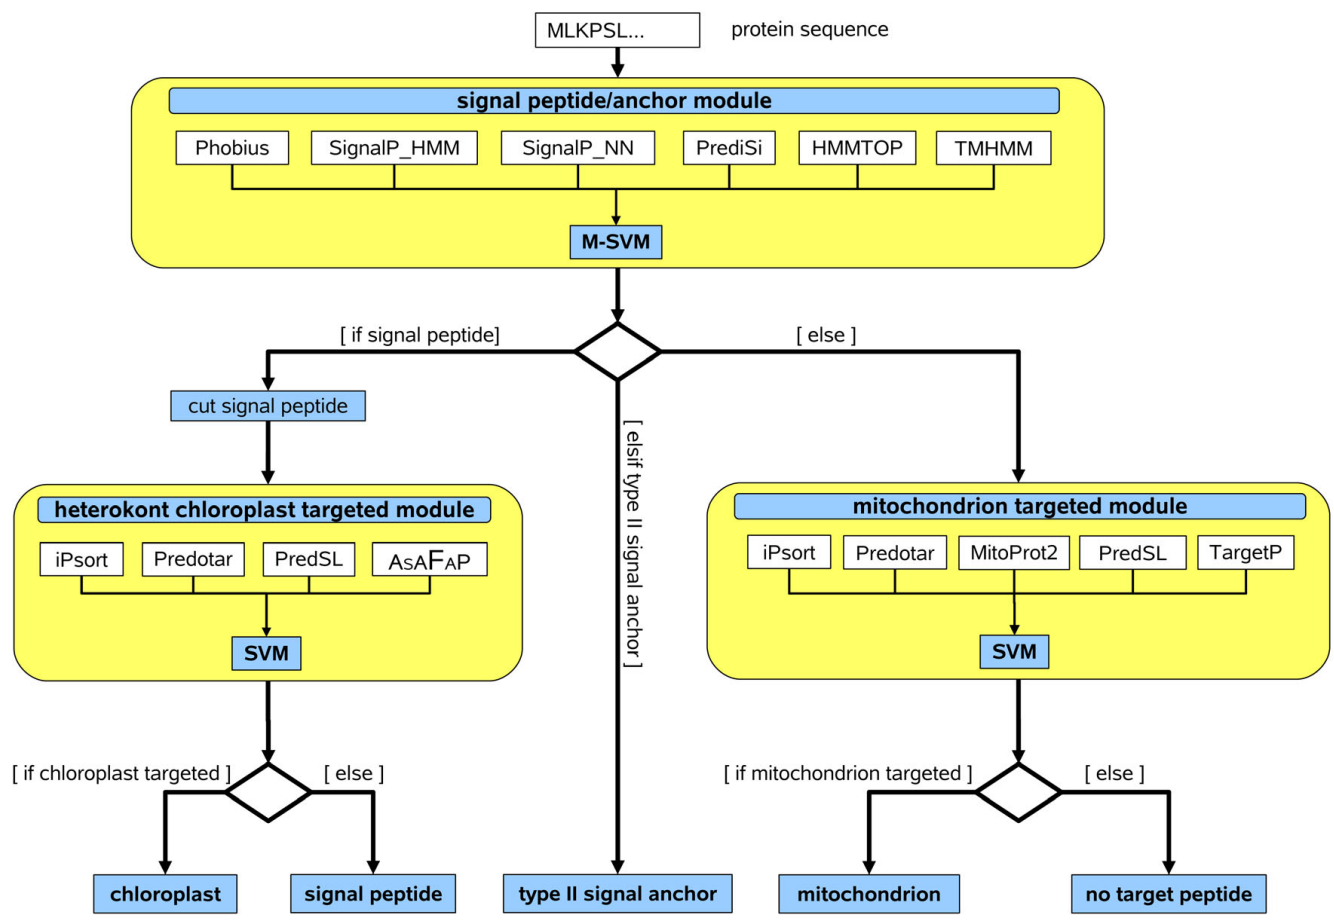 MLKPSL... protein sequence
signal peptide/anchor module
Phobius SignalP_HMM SignalP_NN PrediSi HMMTOP TMHMM
M-SVM
[ if signal peptide] [ else ]
cut signal peptide
[ elsif type II signal anchor ]
heterokont chloroplast targeted module
iPsort Predotar PredSL ASAFAP
SVM
mitochondrion targeted module
iPsort Predotar MitoProt2 PredSL TargetP
SVM
[ if chloroplast targeted ] [ else ]
[ if mitochondrion targeted ] [ else ]
chloroplast signal peptide type II signal anchor mitochondrion no target peptide